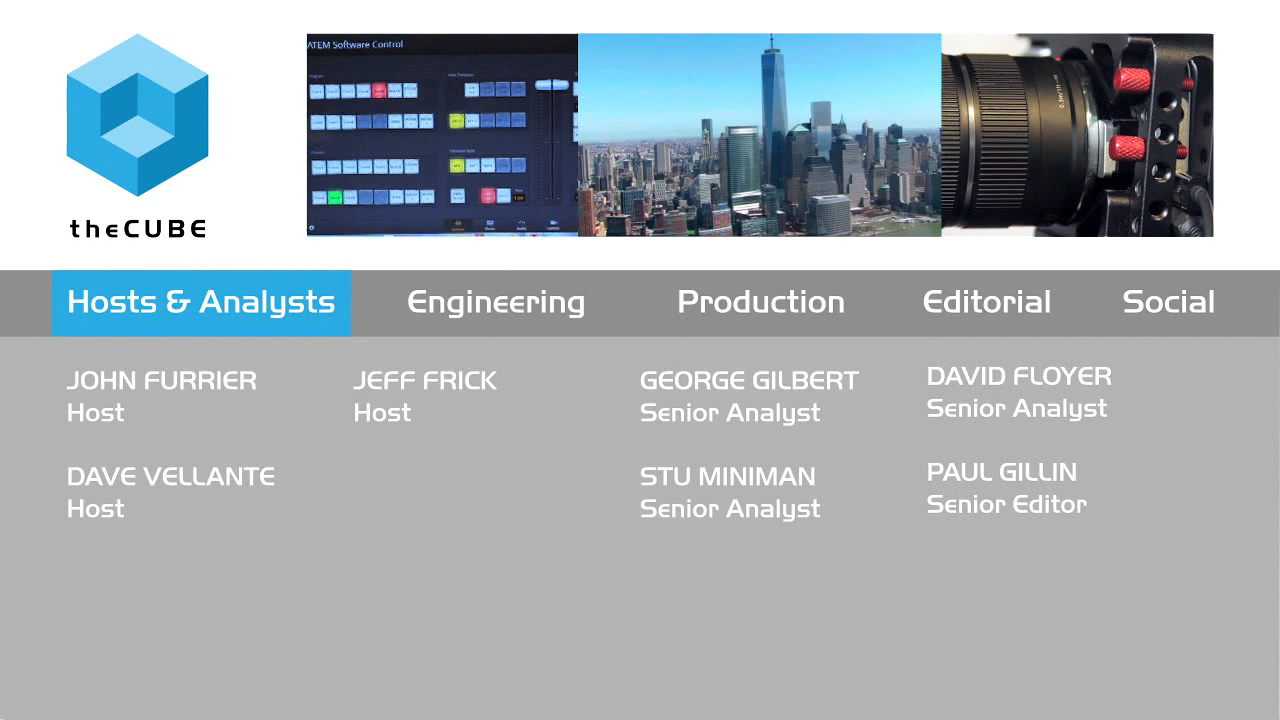 ATEM Software Control
theCUBE
Hosts & Analysts
Engineering
Production
Editorial
Social
JOHN FURRIER
Host
JEFF FRICK
Host
GEORGE GILBERT
Senior Analyst
DAVID FLOYER
Senior Analyst
DAVE VELLANTE
Host
STU MINIMAN
Senior Analyst
PAUL GILLIN
Senior Editor